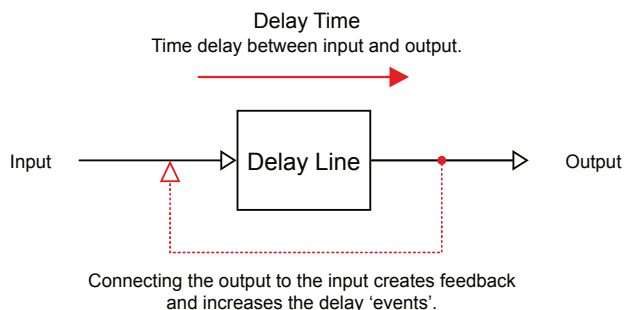 Delay Time
Time delay between input and output.
Input
Delay Line
Output
Connecting the output to the input creates feedback
and increases the delay ‘events’.